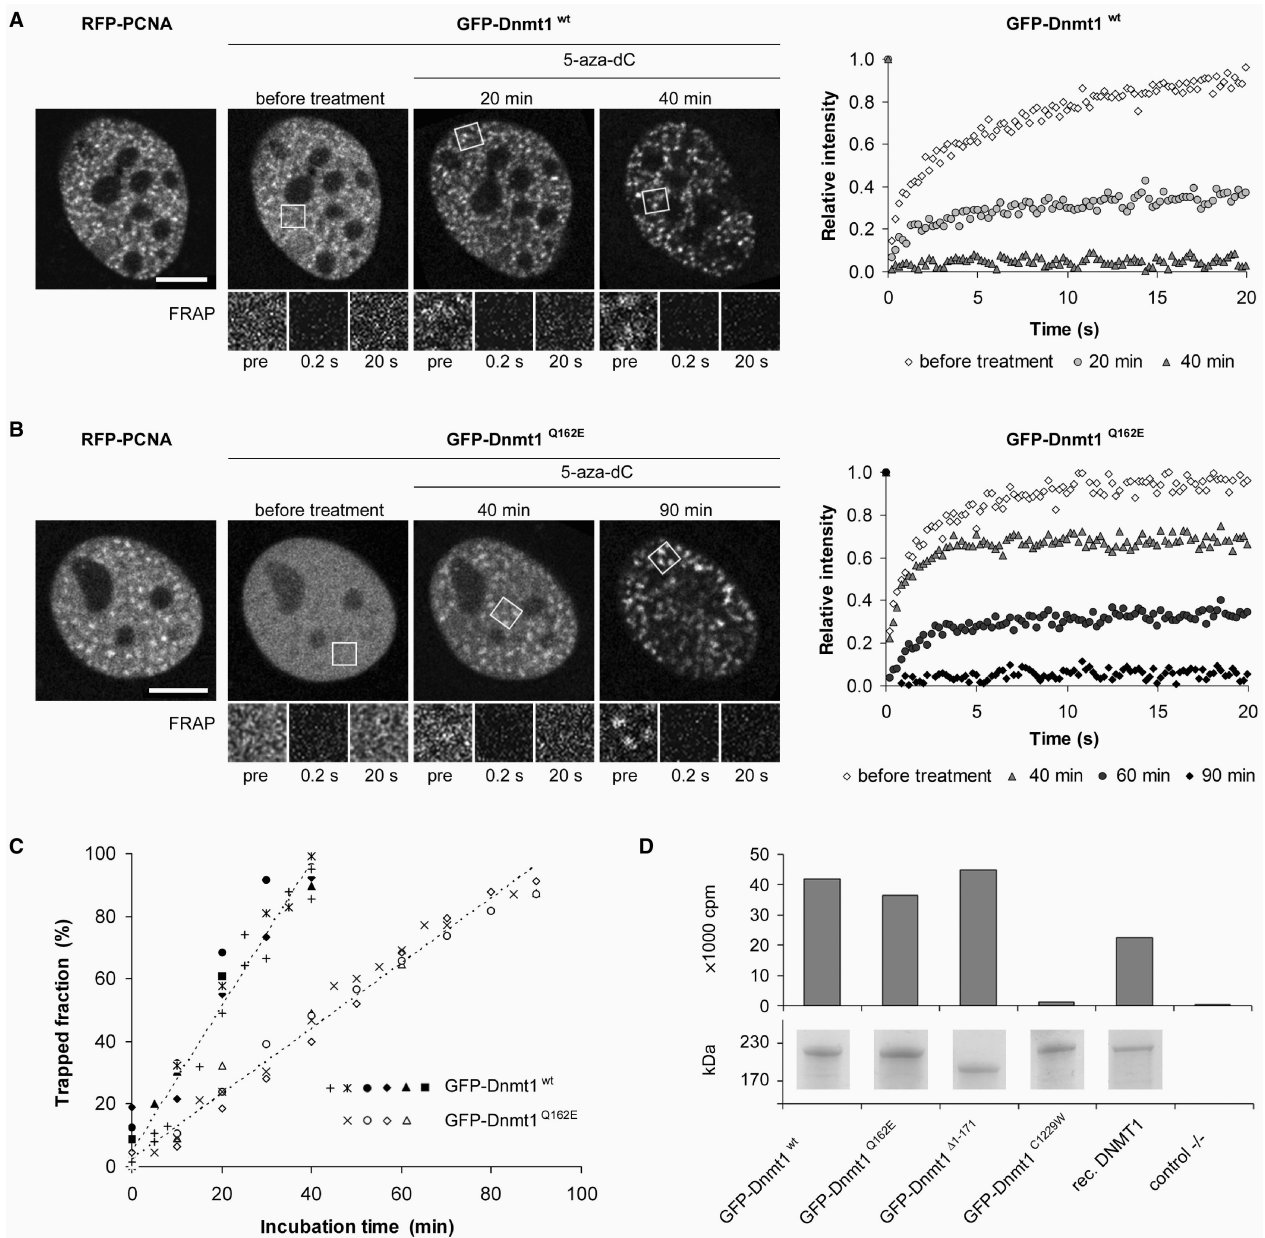 A
RFP-PCNA
GFP-Dnmt1 wt
5-aza-dC
before treatment
20 min
40 min
FRAP
pre
0.2 s
20 s
pre
0.2 s
20 s
pre
0.2 s
20 s
GFP-Dnmt1 wt
Relative intensity
1.0
0.8
0.6
0.4
0.2
0.0
0
5
10
15
20
Time (s)
before treatment
20 min
40 min
B
RFP-PCNA
GFP-Dnmt1 Q162E
5-aza-dC
before treatment
40 min
90 min
FRAP
pre
0.2 s
20 s
pre
0.2 s
20 s
pre
0.2 s
20 s
GFP-Dnmt1 Q162E
Relative intensity
1.0
0.8
0.6
0.4
0.2
0.0
0
5
10
15
20
Time (s)
before treatment
40 min
60 min
90 min
C
Trapped fraction (%)
100
80
60
40
20
0
0
20
40
60
80
100
GFP-Dnmt1 wt
GFP-Dnmt1 Q162E
Incubation time (min)
D
×1000 cpm
50
40
30
20
10
0
kDa
230
170
GFP-Dnmt1 wt
GFP-Dnmt1 Q162E
GFP-Dnmt1 Δ1-171
GFP-Dnmt1 C1229W
rec. DNMT1
control -/-